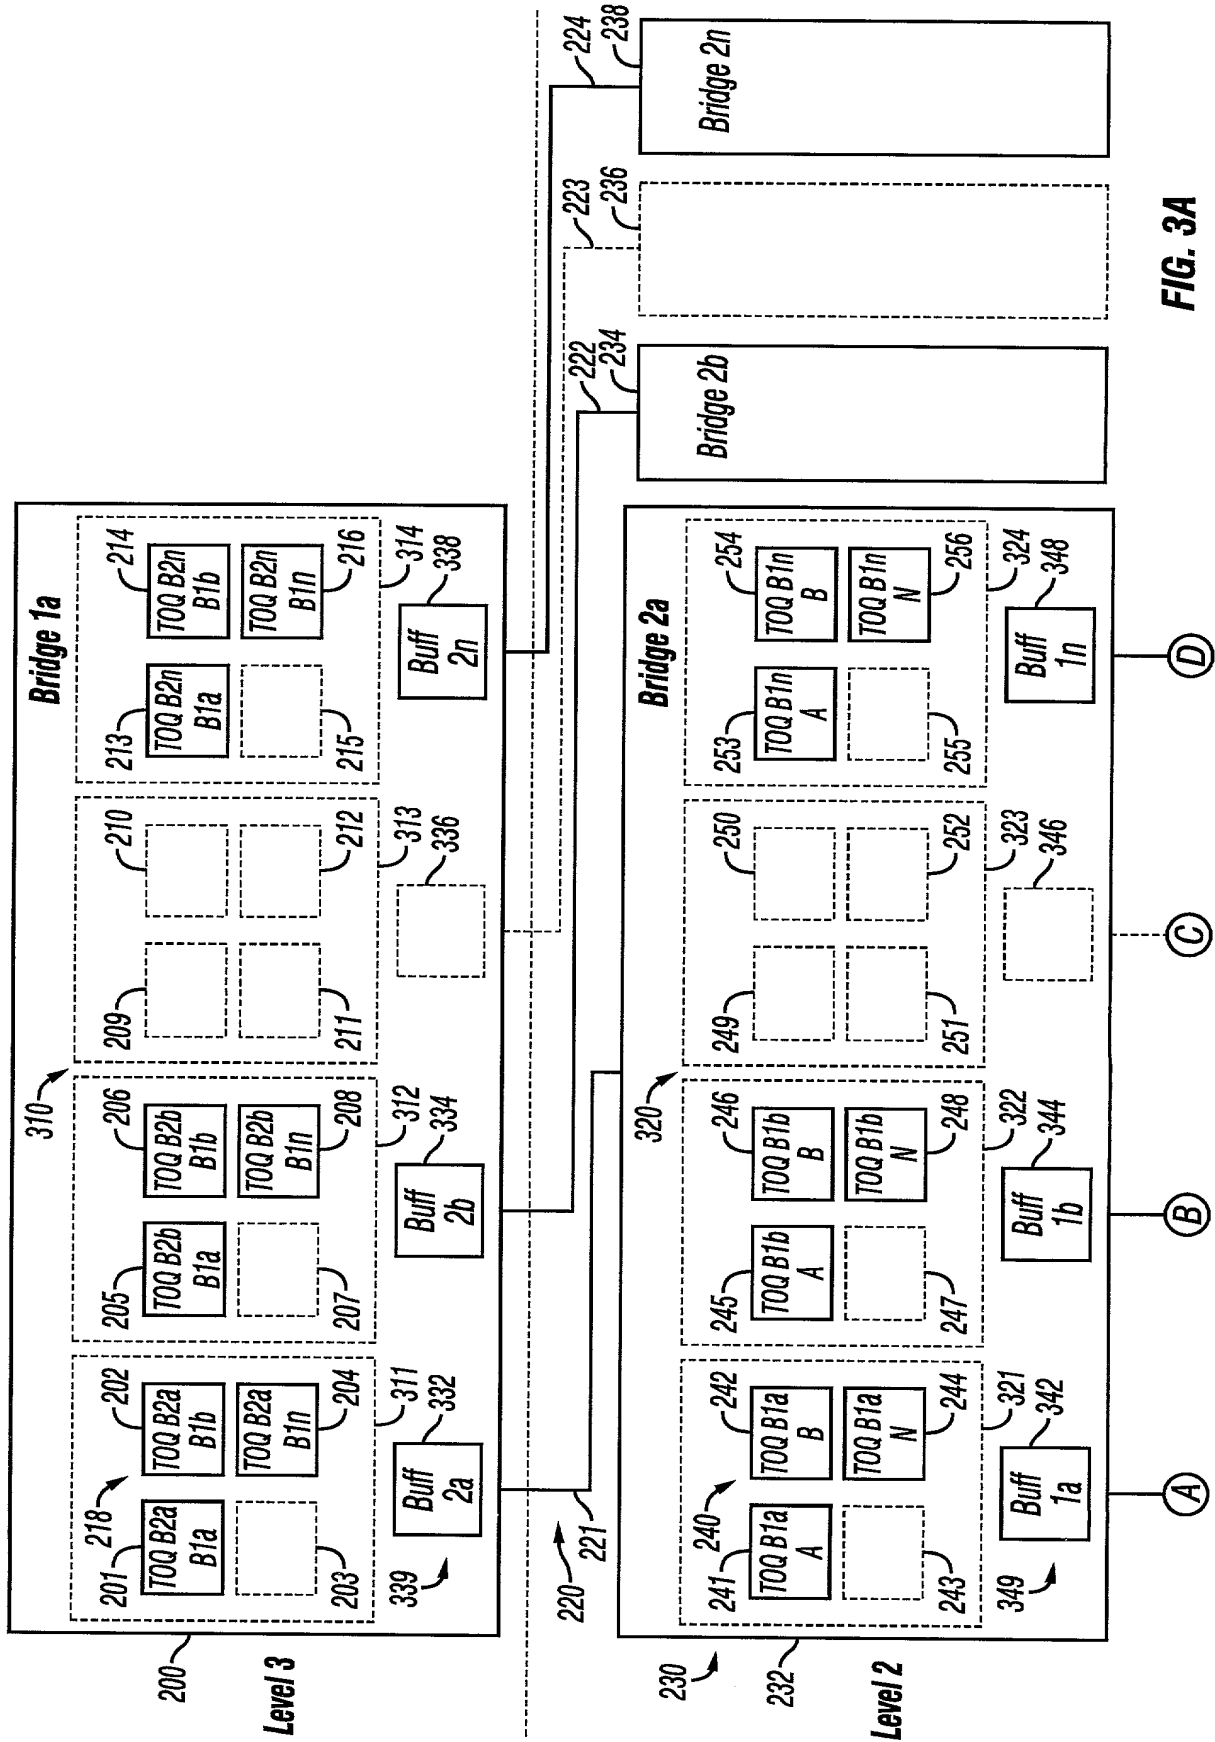 Bridge 1a
310
218
201
TOQ B2a
B1a
202
TOQ B2a
B1b
203
204
TOQ B2a
B1n
311
205
TOQ B2b
B1a
206
TOQ B2b
B1b
207
208
TOQ B2b
B1n
312
209
210
211
212
313
213
TOQ B2n
B1a
214
TOQ B2n
B1b
215
216
TOQ B2n
B1n
314
339
Buff
2a
332
Buff
2b
334
336
Buff
2n
338
200
Level 3
220
221
222
223
224
230
232
Level 2
Bridge 2a
320
240
241
TOQ B1a
A
242
TOQ B1a
B
243
244
TOQ B1a
N
321
245
TOQ B1b
A
246
TOQ B1b
B
247
248
TOQ B1b
N
322
249
250
251
252
323
253
TOQ B1n
A
254
TOQ B1n
B
255
256
TOQ B1n
N
324
349
Buff
1a
342
Buff
1b
344
346
Buff
1n
348
A
B
C
D
234
Bridge 2b
236
238
Bridge 2n
FIG. 3A